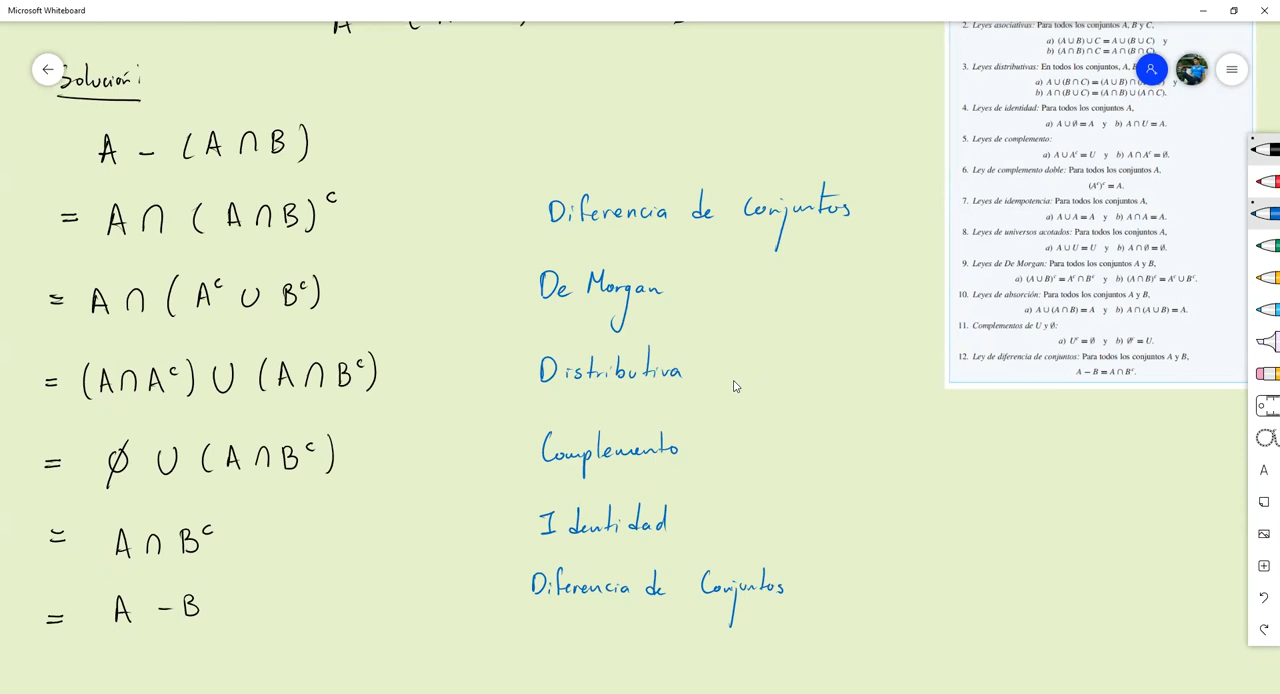 Microsoft Whiteboard
Solución:
A - (A ∩ B)
= A ∩ (A ∩ B)ᶜ Diferencia de conjuntos
= A ∩ (Aᶜ ∪ Bᶜ) De Morgan
= (A ∩ Aᶜ) ∪ (A ∩ Bᶜ) Distributiva
= ∅ ∪ (A ∩ Bᶜ) Complemento
= A ∩ Bᶜ Identidad
= A - B Diferencia de Conjuntos
2. Leyes asociativas: Para todos los conjuntos A, B y C,
a) (A ∪ B) ∪ C = A ∪ (B ∪ C) y
b) (A ∩ B) ∩ C = A ∩ (B ∩ C).
3. Leyes distributivas: En todos los conjuntos, A, B
a) A ∪ (B ∩ C) = (A ∪ B) ∩ y
b) A ∩ (B ∪ C) = (A ∩ B) ∪ (A ∩ C).
4. Leyes de identidad: Para todos los conjuntos A,
a) A ∪ ∅ = A y b) A ∩ U = A.
5. Leyes de complemento:
a) A ∪ Aᶜ = U y b) A ∩ Aᶜ = ∅.
6. Ley de complemento doble: Para todos los conjuntos A,
(Aᶜ)ᶜ = A.
7. Leyes de idempotencia: Para todos los conjuntos A,
a) A ∪ A = A y b) A ∩ A = A.
8. Leyes de universos acotados: Para todos los conjuntos A,
a) A ∪ U = U y b) A ∩ ∅ = ∅.
9. Leyes de De Morgan: Para todos los conjuntos A y B,
a) (A ∪ B)ᶜ = Aᶜ ∩ Bᶜ y b) (A ∩ B)ᶜ = Aᶜ ∪ Bᶜ.
10. Leyes de absorción: Para todos los conjuntos A y B,
a) A ∪ (A ∩ B) = A y b) A ∩ (A ∪ B) = A.
11. Complementos de U y ∅:
a) Uᶜ = ∅ y b) ∅ᶜ = U.
12. Ley de diferencia de conjuntos: Para todos los conjuntos A y B,
A − B = A ∩ Bᶜ.